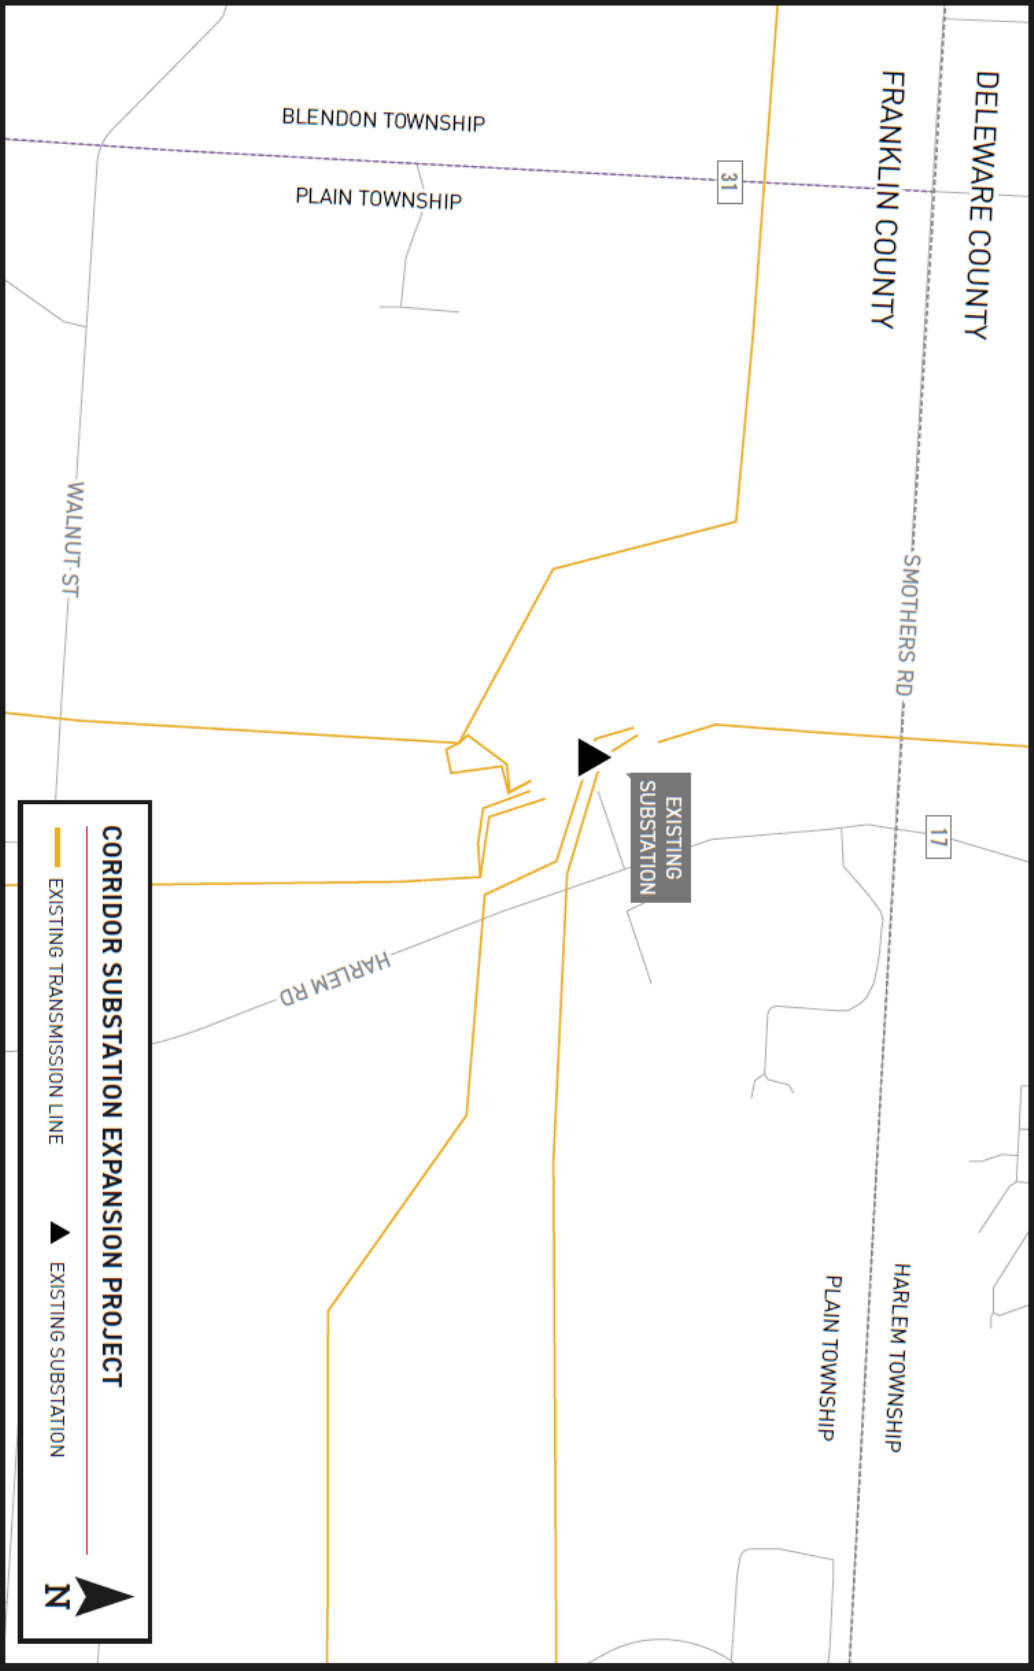 DELEWARE COUNTY
FRANKLIN COUNTY
BLENDON TOWNSHIP
PLAIN TOWNSHIP
31
SMOTHERS RD
17
WALNUT ST
EXISTING
SUBSTATION
HARLEM RD
HARLEM TOWNSHIP
PLAIN TOWNSHIP
CORRIDOR SUBSTATION EXPANSION PROJECT
EXISTING TRANSMISSION LINE
EXISTING SUBSTATION
N